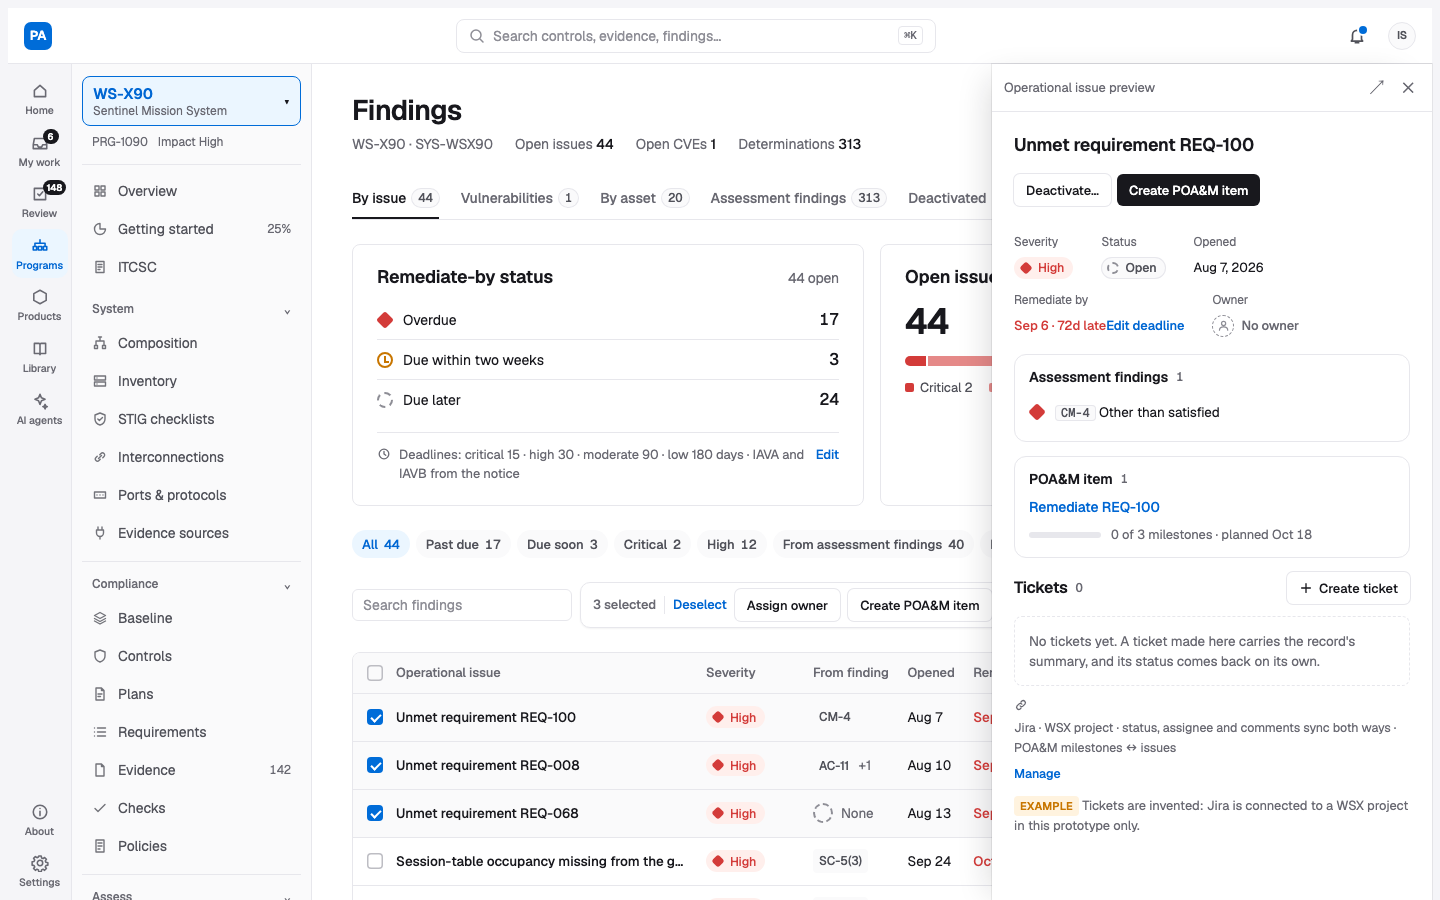 PA
Search controls, evidence, findings...
⌘K
IS
Home
6
My work
148
Review
Programs
Products
Library
AI agents
About
Settings
WS-X90
Sentinel Mission System
PRG-1090 Impact High
Overview
Getting started 25%
ITCSC
System
Composition
Inventory
STIG checklists
Interconnections
Ports & protocols
Evidence sources
Compliance
Baseline
Controls
Plans
Requirements
Evidence 142
Checks
Policies
Assess
Findings
WS-X90 · SYS-WSX90 Open issues 44 Open CVEs 1 Determinations 313
By issue 44 Vulnerabilities 1 By asset 20 Assessment findings 313 Deactivated
Remediate-by status 44 open
Overdue 17
Due within two weeks 3
Due later 24
Deadlines: critical 15 · high 30 · moderate 90 · low 180 days · IAVA and Edit
IAVB from the notice
Open issue
44
Critical 2
All 44 Past due 17 Due soon 3 Critical 2 High 12 From assessment findings 40
Search findings
3 selected Deselect Assign owner Create POA&M item
Operational issue Severity From finding Opened
Unmet requirement REQ-100 High CM-4 Aug 7
Unmet requirement REQ-008 High AC-11 +1 Aug 10
Unmet requirement REQ-068 High None Aug 13
Session-table occupancy missing from the g... High SC-5(3) Sep 24
Operational issue preview
Unmet requirement REQ-100
Deactivate... Create POA&M item
Severity Status Opened
High Open Aug 7, 2026
Remediate by Owner
Sep 6 · 72d lateEdit deadline No owner
Assessment findings 1
CM-4 Other than satisfied
POA&M item 1
Remediate REQ-100
0 of 3 milestones · planned Oct 18
Tickets 0 + Create ticket
No tickets yet. A ticket made here carries the record's
summary, and its status comes back on its own.
Jira · WSX project · status, assignee and comments sync both ways ·
POA&M milestones ↔ issues
Manage
EXAMPLE Tickets are invented: Jira is connected to a WSX project
in this prototype only.